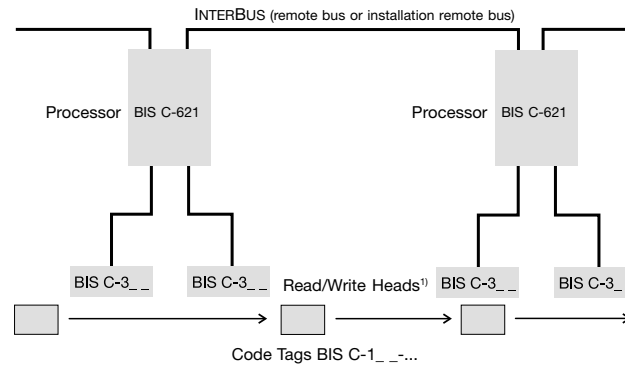 INTERBUS (remote bus or installation remote bus)
Processor BIS C-621
Processor BIS C-621
BIS C-3_ _
BIS C-3_ _
Read/Write Heads¹⁾
BIS C-3_ _
BIS C-3_
Code Tags BIS C-1_ _-...